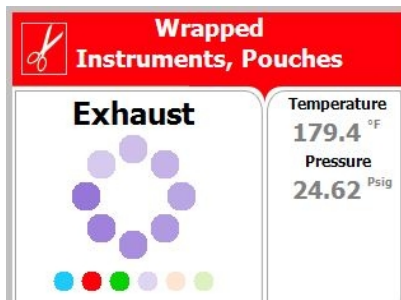 Wrapped
Instruments, Pouches
Exhaust
Temperature
179.4 °F
Pressure
24.62 Psig